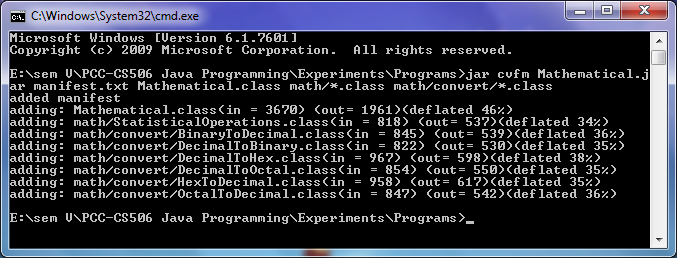 C:\Windows\System32\cmd.exe
Microsoft Windows [Version 6.1.7601]
Copyright (c) 2009 Microsoft Corporation.  All rights reserved.
E:\sem V\PCC-CS506 Java Programming\Experiments\Programs>jar cvfm Mathematical.j
ar manifest.txt Mathematical.class math/*.class math/convert/*.class
added manifest
adding: Mathematical.class(in = 3670) (out= 1961)(deflated 46%)
adding: math/StatisticalOperations.class(in = 818) (out= 537)(deflated 34%)
adding: math/convert/BinaryToDecimal.class(in = 845) (out= 539)(deflated 36%)
adding: math/convert/DecimalToBinary.class(in = 822) (out= 530)(deflated 35%)
adding: math/convert/DecimalToHex.class(in = 967) (out= 598)(deflated 38%)
adding: math/convert/DecimalToOctal.class(in = 854) (out= 550)(deflated 35%)
adding: math/convert/HexToDecimal.class(in = 958) (out= 617)(deflated 35%)
adding: math/convert/OctalToDecimal.class(in = 847) (out= 542)(deflated 36%)
E:\sem V\PCC-CS506 Java Programming\Experiments\Programs>_